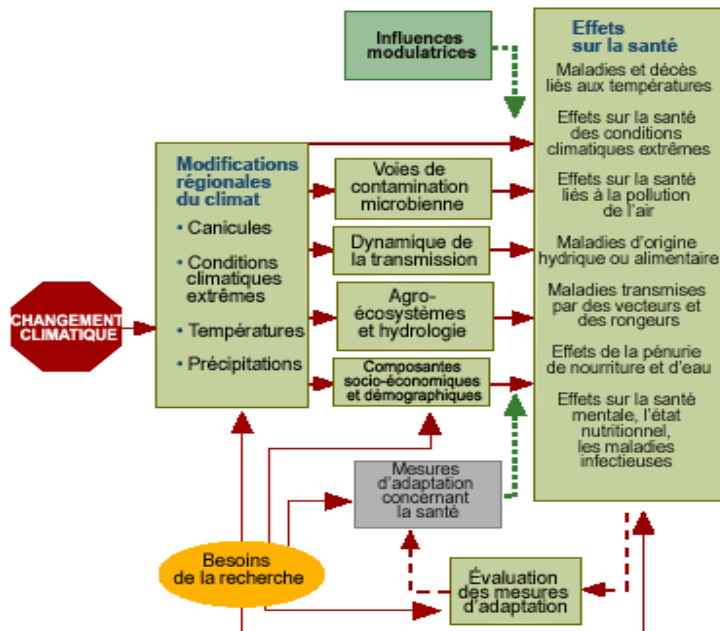 Influences
modulatrices
Effets
sur la santé
Maladies et décès
liés aux températures
Effets sur la santé
des conditions
climatiques extrêmes
Effets sur la santé
liés à la pollution
de l'air
Maladies d'origine
hydrique ou alimentaire
Maladies transmises
par des vecteurs et
des rongeurs
Effets de la pénurie
de nourriture et d'eau
Effets sur la santé
mentale, l'état
nutritionnel,
les maladies
infectieuses
Modifications
régionales
du climat
• Canicules
• Conditions
climatiques
extrêmes
• Températures
• Précipitations
Voies de
contamination
microbienne
Dynamique de
la transmission
Agro-
écosystèmes
et hydrologie
Composantes
socio-économiques
et démographiques
CHANGEMENT
CLIMATIQUE
Mesures
d'adaptation
concernant
la santé
Besoins
de la recherche
Évaluation
des mesures
d'adaptation